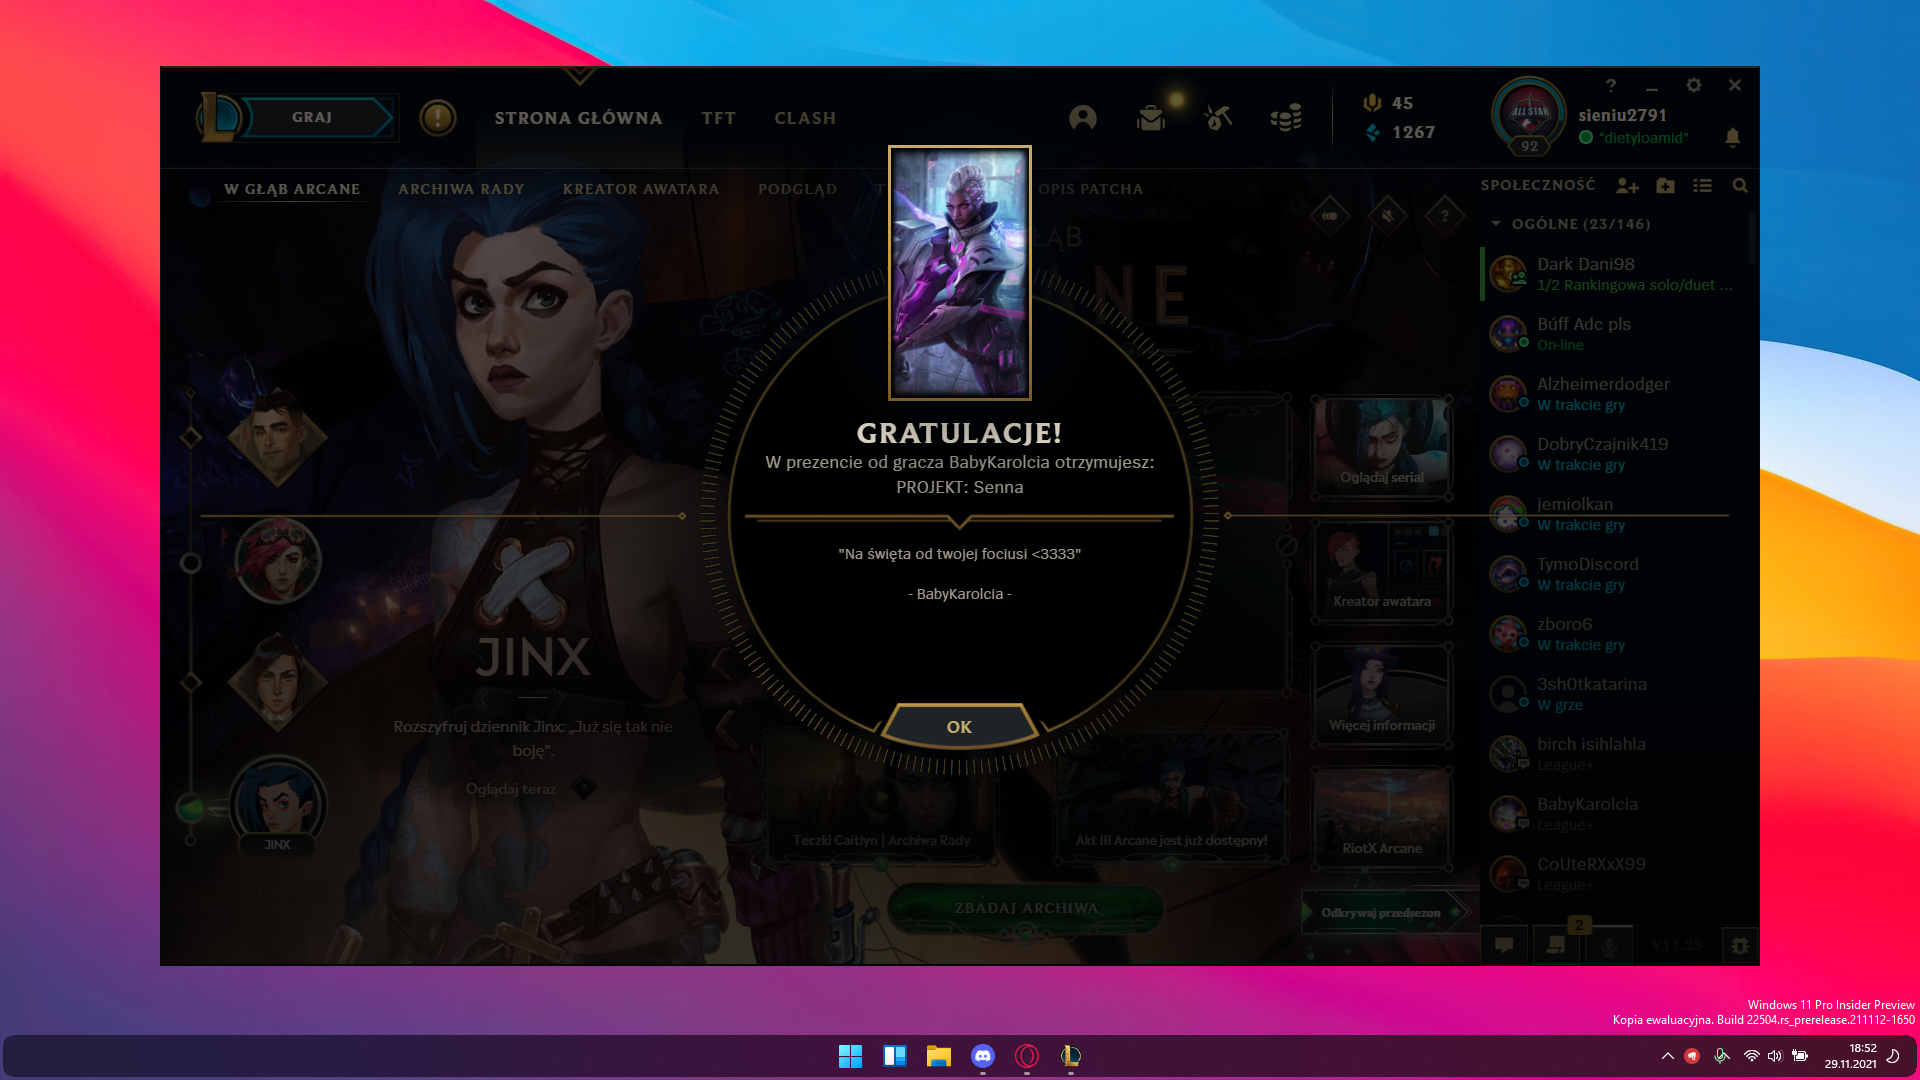 GRAJ
STRONA GŁÓWNA
TFT
CLASH
45
1267
ALL STAR
92
sieniu2791
"dietyloamid"
W GŁĄB ARCANE
ARCHIWA RADY
KREATOR AWATARA
PODGLĄD
OPIS PATCHA
SPOŁECZNOŚĆ
OGÓLNE (23/146)
Dark Dani98
1/2 Rankingowa solo/duet ...
Búff Adc pls
On-line
Alzheimerdodger
W trakcie gry
DobryCzajnik419
W trakcie gry
jemiolkan
W trakcie gry
TymoDiscord
W trakcie gry
zboro6
W trakcie gry
3sh0tkatarina
W grze
birch isihlahla
League+
BabyKarolcia
League+
CoUteRXxX99
League+
2
V11.23
GRATULACJE!
W prezencie od gracza BabyKarolcia otrzymujesz:
PROJEKT: Senna
"Na święta od twojej fociusi <3333"
- BabyKarolcia -
OK
JINX
Rozszyfruj dziennik Jinx: „Już się tak nie
boję”.
Oglądaj teraz
JINX
Oglądaj serial
Kreator awatara
Więcej informacji
RiotX Arcane
Teczki Caitlyn | Archiwa Rady
Akt III Arcane jest już dostępny!
ZBADAJ ARCHIWA
Odkrywaj przedsezon
Windows 11 Pro Insider Preview
Kopia ewaluacyjna. Build 22504.rs_prerelease.211112-1650
18:52
29.11.2021